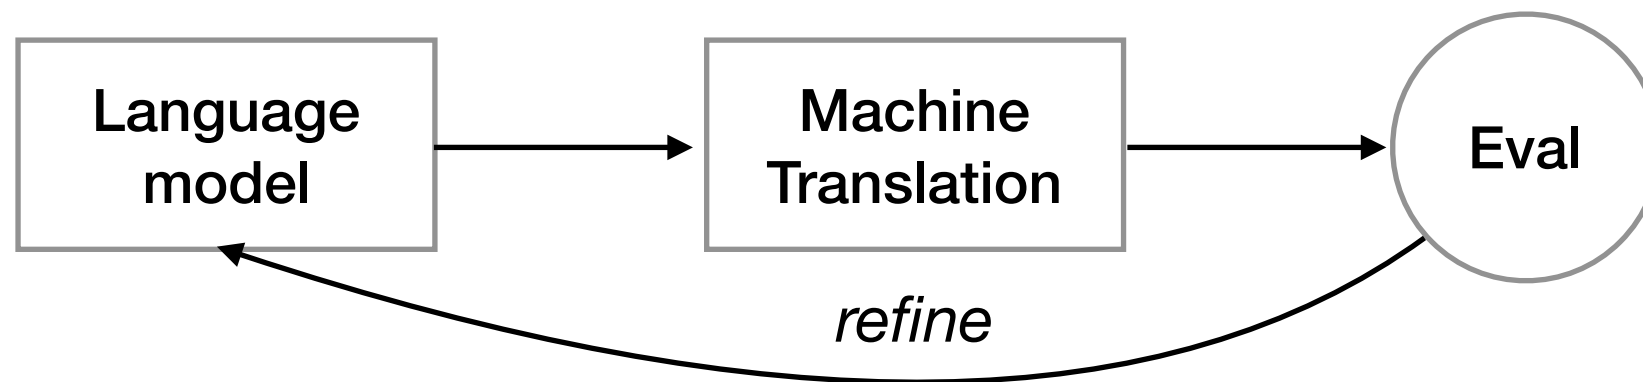 Language
model
Machine
Translation
Eval
refine